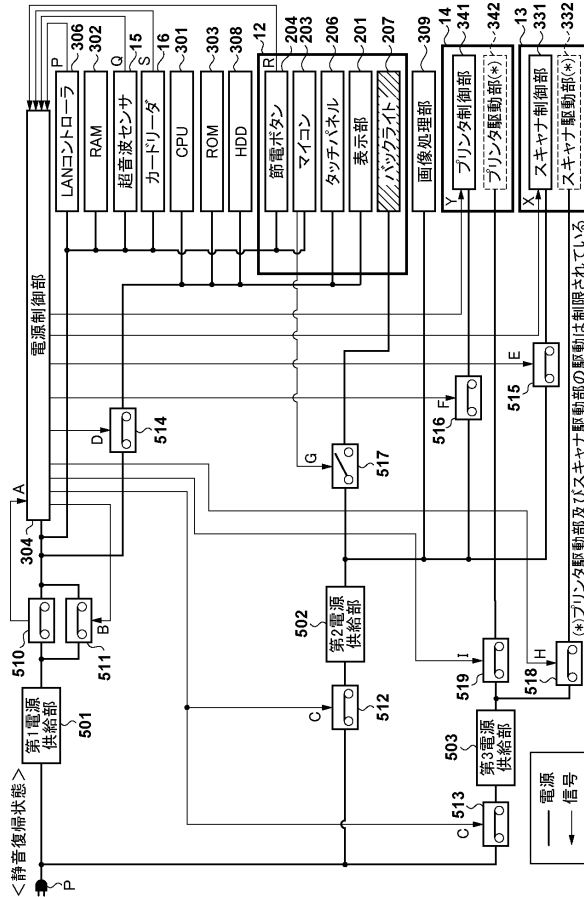 <静音復帰状態>
P
第1電源
供給部
501
510
511
A
B
304
電源制御部
D
514
P
306
LANコントローラ
302
RAM
Q
15
超音波センサ
S
16
カードリーダ
301
CPU
303
ROM
308
HDD
12
R
204
節電ボタン
203
マイコン
206
タッチパネル
201
表示部
207
バックライト
309
画像処理部
14
Y
341
プリンタ制御部
342
プリンタ駆動部(*)
13
X
331
スキャナ制御部
332
スキャナ駆動部(*)
C
512
第2電源
供給部
502
G
517
F
516
E
515
C
513
第3電源
供給部
503
I
519
H
518
電源
信号
(*)プリンタ駆動部及びスキャナ駆動部の駆動は制限されている